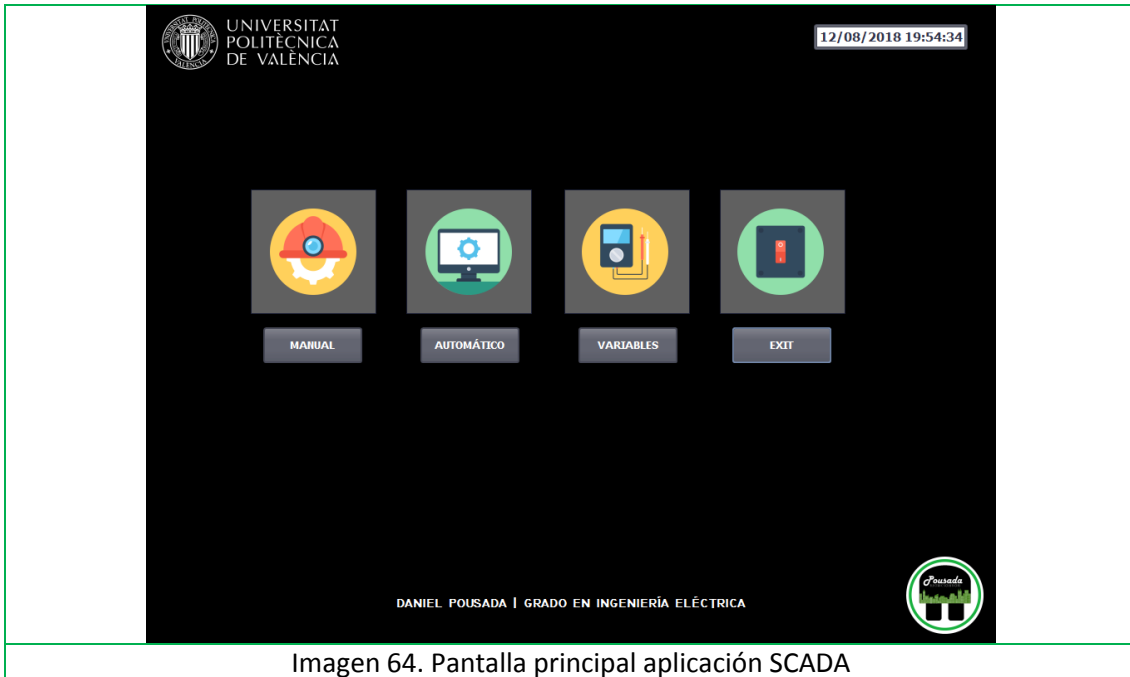 UNIVERSITAT
POLITÈCNICA
DE VALÈNCIA
12/08/2018 19:54:34
MANUAL
AUTOMÁTICO
VARIABLES
EXIT
Pousada
DANIEL POUSADA | GRADO EN INGENIERÍA ELÉCTRICA
Imagen 64. Pantalla principal aplicación SCADA